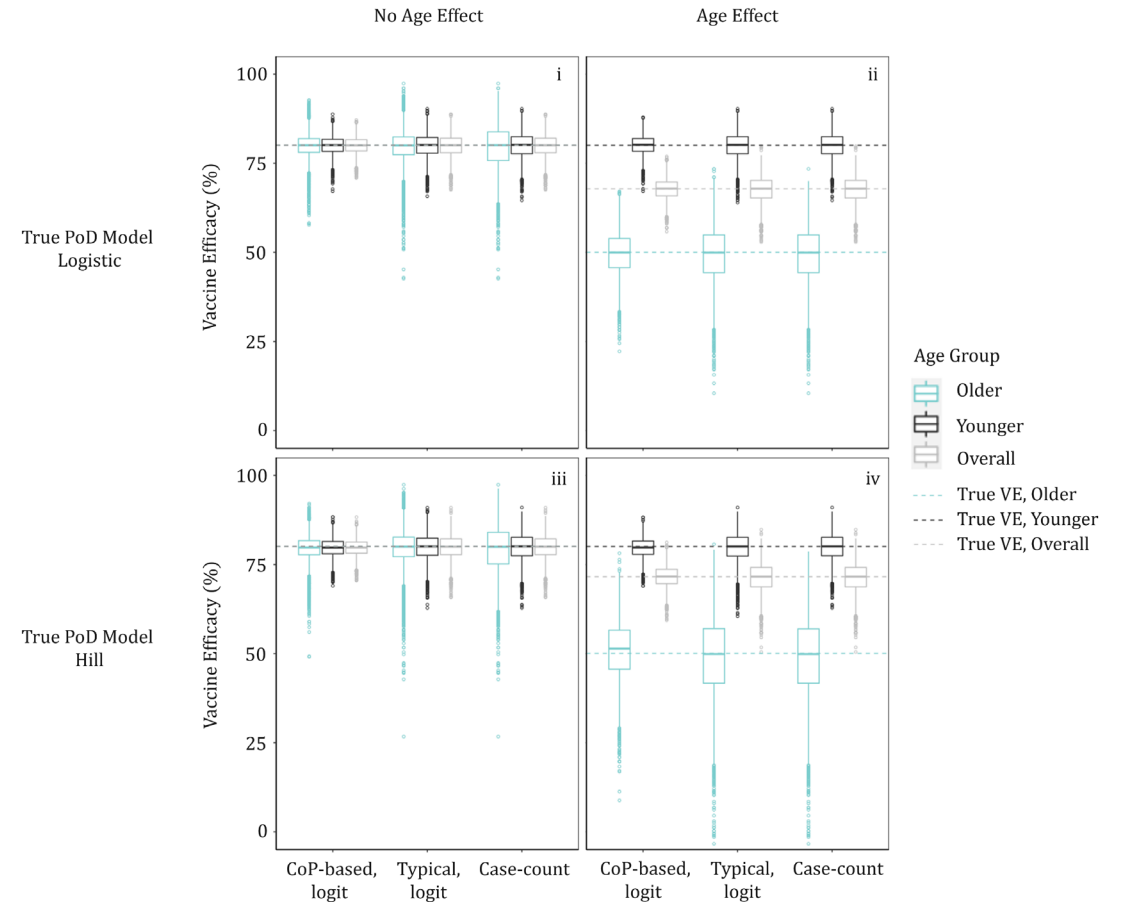 No Age Effect
Age Effect
True PoD Model
Logistic
Vaccine Efficacy (%)
100
75
50
25
0
i
ii
True PoD Model
Hill
Vaccine Efficacy (%)
100
75
50
25
0
iii
iv
CoP-based,
logit
Typical,
logit
Case-count
CoP-based,
logit
Typical,
logit
Case-count
Age Group
Older
Younger
Overall
True VE, Older
True VE, Younger
True VE, Overall